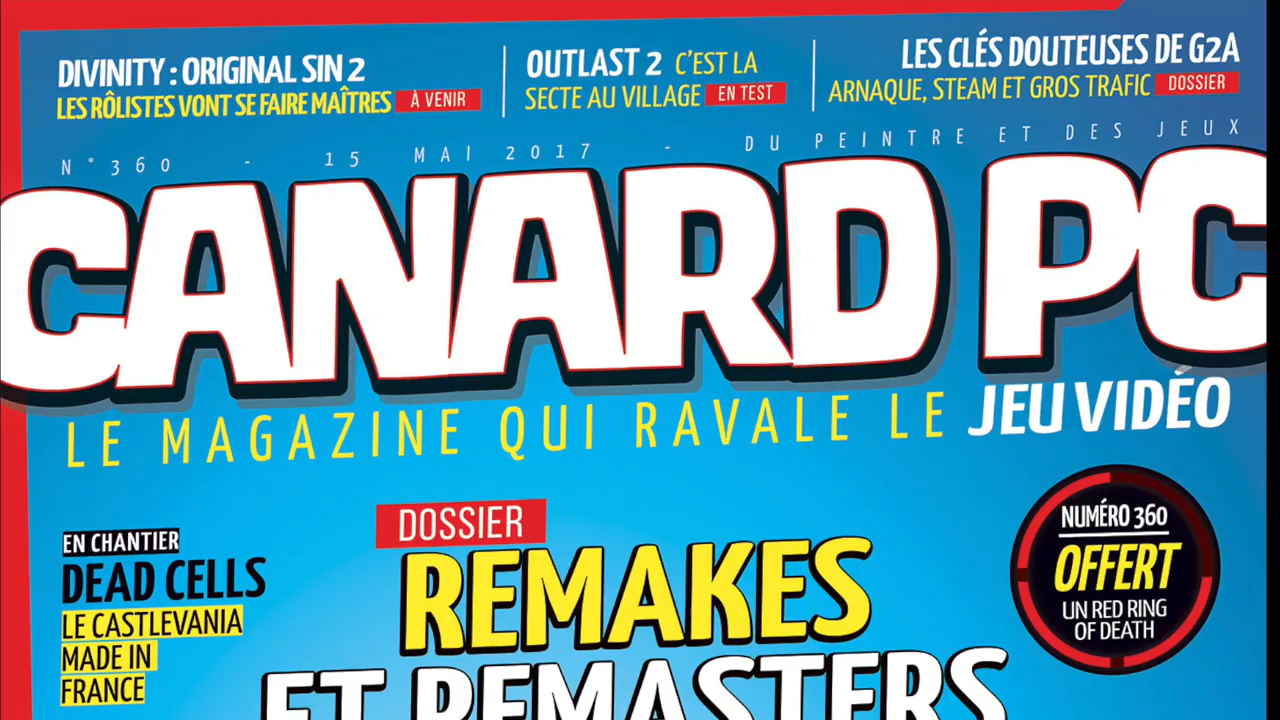 DIVINITY : ORIGINAL SIN 2
LES RÔLISTES VONT SE FAIRE MAÎTRES À VENIR
OUTLAST 2 C'EST LA
SECTE AU VILLAGE EN TEST
LES CLÉS DOUTEUSES DE G2A
ARNAQUE, STEAM ET GROS TRAFIC DOSSIER
N°360 - 15 MAI 2017 - DU PEINTRE ET DES JEUX
CANARD PC
LE MAGAZINE QUI RAVALE LE JEU VIDÉO
EN CHANTIER
DEAD CELLS
LE CASTLEVANIA
MADE IN
FRANCE
DOSSIER
REMAKES
ET REMASTERS
NUMÉRO 360
OFFERT
UN RED RING
OF DEATH